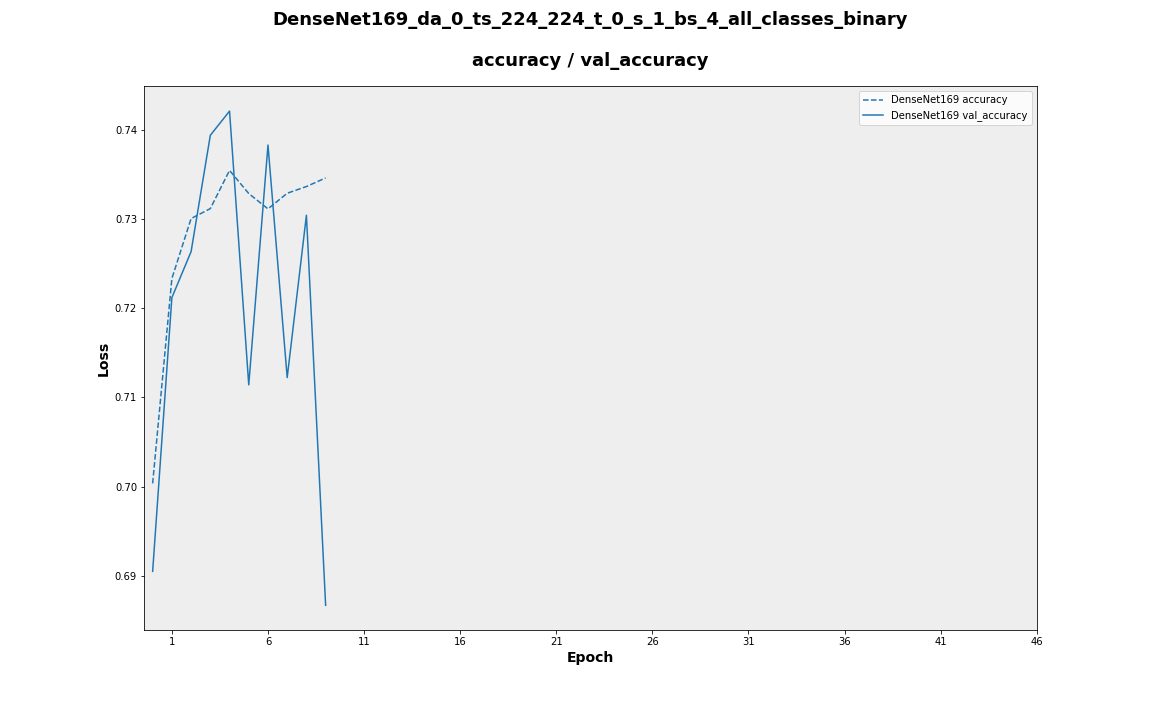 DenseNet169_da_0_ts_224_224_t_0_s_1_bs_4_all_classes_binary
accuracy / val_accuracy
DenseNet169 accuracy
DenseNet169 val_accuracy
0.74
0.73
0.72
0.71
0.70
0.69
Loss
1 6 11 16 21 26 31 36 41 46
Epoch